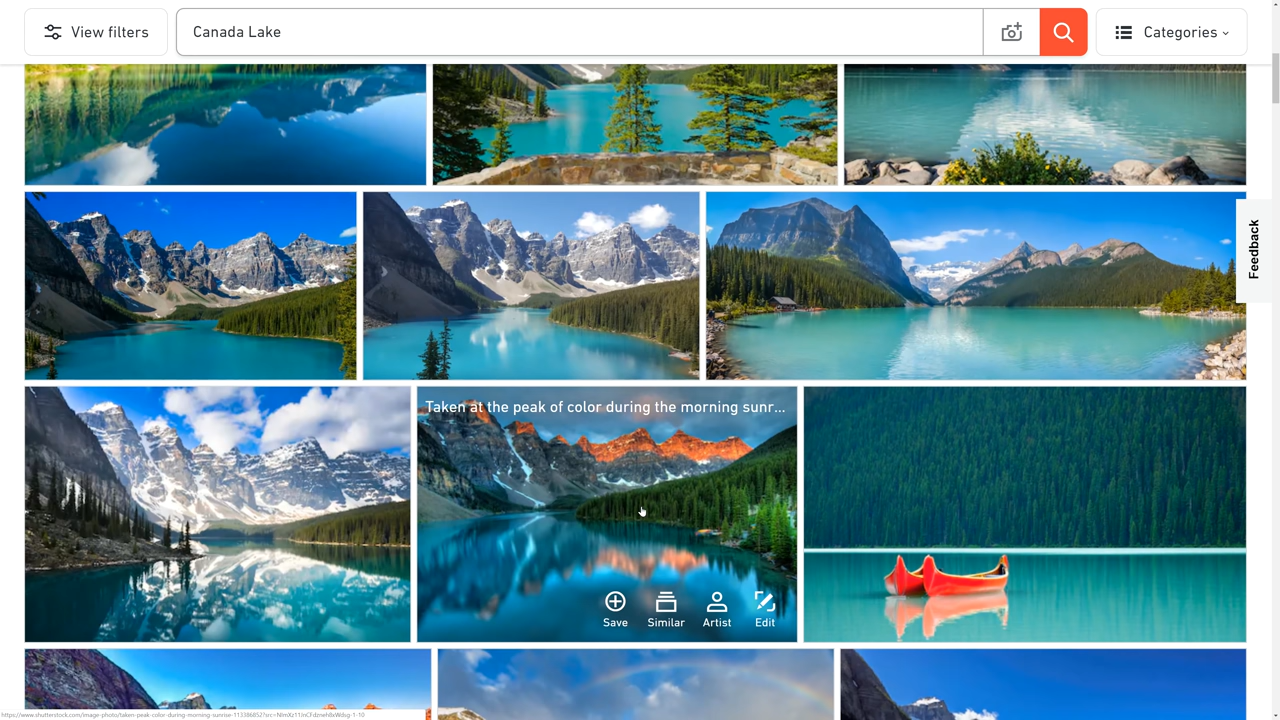 View filters
Canada Lake
Categories
Feedback
Taken at the peak of color during the morning sunr...
Save
Similar
Artist
Edit